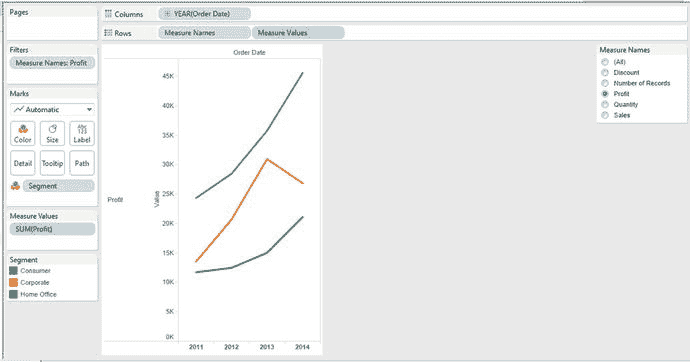 Pages
Columns
YEAR(Order Date)
Rows
Measure Names
Measure Values
Filters
Measure Names: Profit
Marks
Automatic
Color
Size
Abc
123
Label
Detail
Tooltip
Path
Segment
Measure Values
SUM(Profit)
Segment
Consumer
Corporate
Home Office
Order Date
Profit
Value
45K
40K
35K
30K
25K
20K
15K
10K
5K
0K
2011
2012
2013
2014
Measure Names
(All)
Discount
Number of Records
Profit
Quantity
Sales